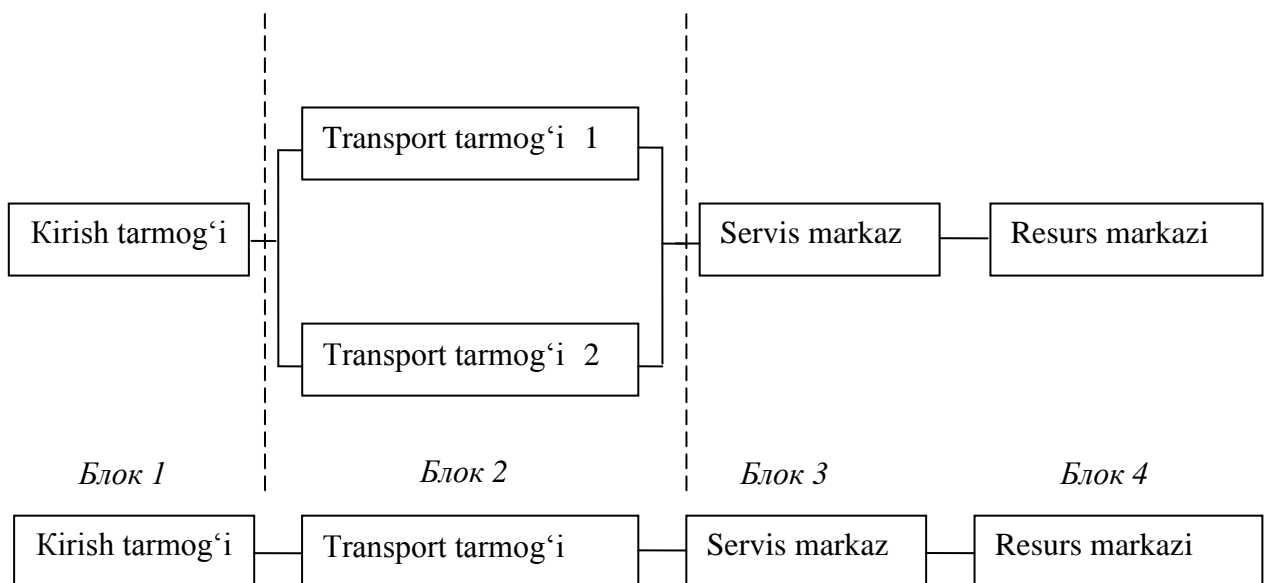 Transport tarmog‘i 1
Kirish tarmog‘i
Servis markaz
Resurs markazi
Transport tarmog‘i 2
Блок 1
Блок 2
Блок 3
Блок 4
Kirish tarmog‘i
Transport tarmog‘i
Servis markaz
Resurs markazi